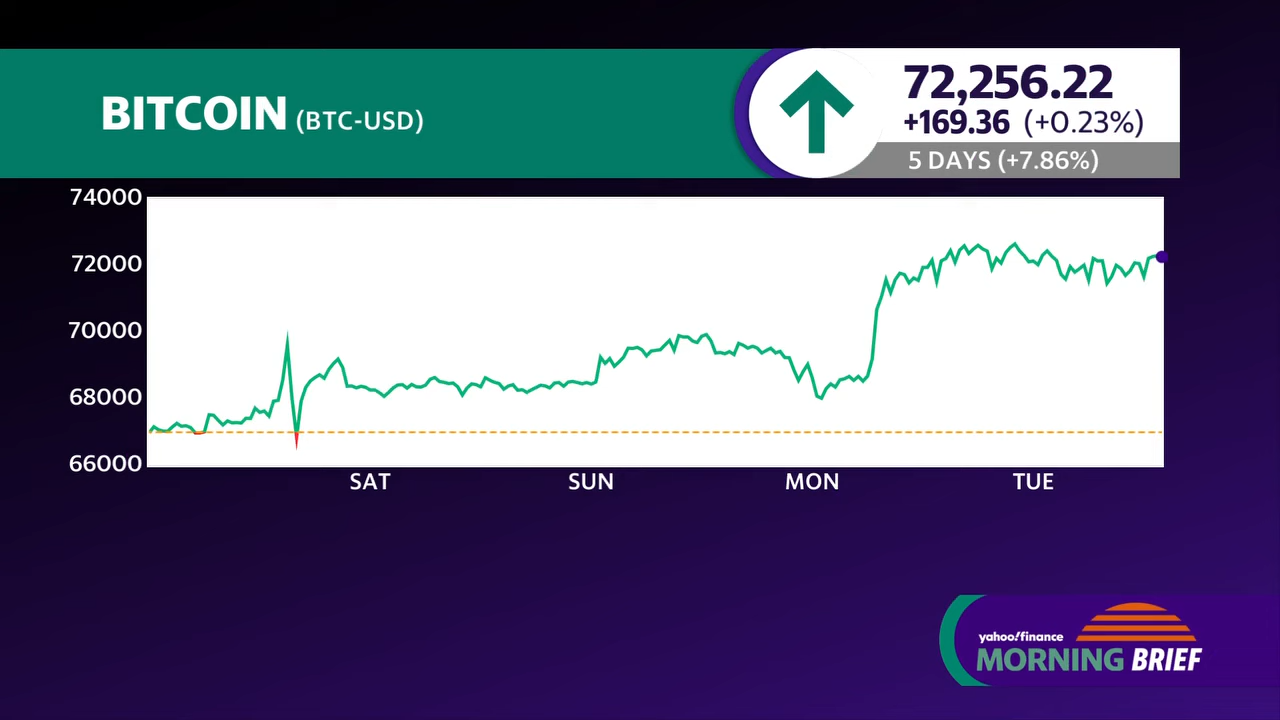 BITCOIN (BTC-USD)
72,256.22
+169.36 (+0.23%)
5 DAYS (+7.86%)
74000
72000
70000
68000
66000
SAT SUN MON TUE
yahoo!finance
MORNING BRIEF